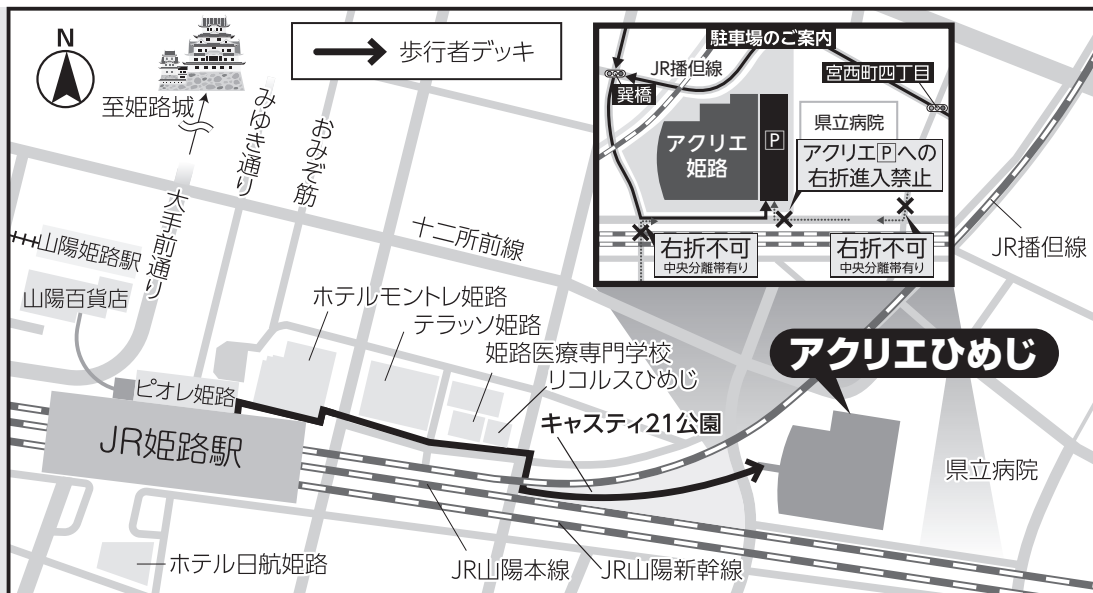 N
歩行者デッキ
至姫路城
みゆき通り
おみぞ筋
大手前通り
十二所前線
山陽姫路駅
山陽百貨店
ホテルモントレ姫路
テラッソ姫路
姫路医療専門学校
リコルスひめじ
キャスティ21公園
ピオレ姫路
JR姫路駅
ホテル日航姫路
JR山陽本線
JR山陽新幹線
アクリエひめじ
県立病院
JR播但線
駐車場のご案内
JR播但線
宮西町四丁目
巽橋
アクリエ
姫路
P
県立病院
アクリエPへの
右折進入禁止
右折不可
中央分離帯有り
右折不可
中央分離帯有り